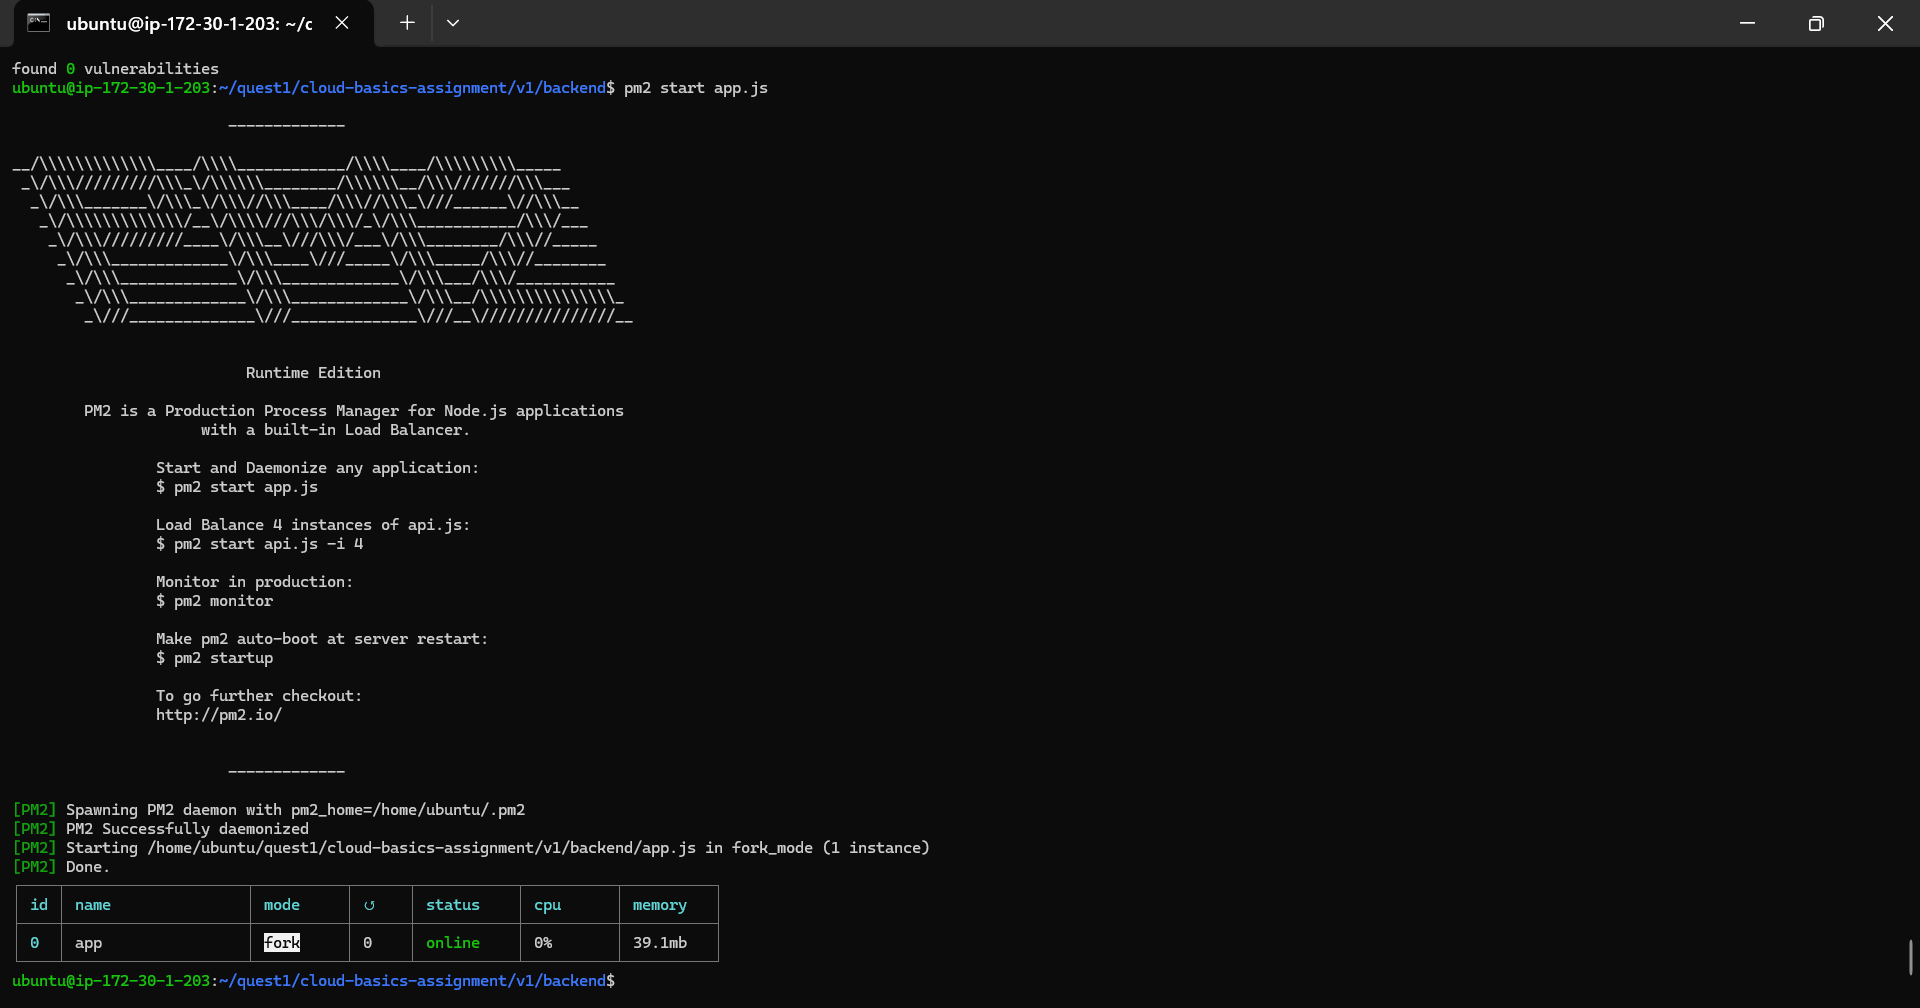 ubuntu@ip-172-30-1-203: ~/c
found 0 vulnerabilities
ubuntu@ip-172-30-1-203:~/quest1/cloud-basics-assignment/v1/backend$ pm2 start app.js
-------------
__/\\\\\\\\\\\\\____/\\\\____________/\\\\____/\\\\\\\\\_____
_\/\\\/////////\\\_\/\\\\\\________/\\\\\\__/\\\///////\\\___
_\/\\\_______\/\\\_\/\\\//\\\____/\\\//\\\_\///______\//\\\__
_\/\\\\\\\\\\\\\/__\/\\\\///\\\/\\\/_\/\\\___________/\\\/___
_\/\\\/////////____\/\\\__\///\\\/___\/\\\________/\\\//_____
_\/\\\_____________\/\\\____\///_____\/\\\_____/\\\//________
_\/\\\_____________\/\\\_____________\/\\\___/\\\/___________
_\/\\\_____________\/\\\_____________\/\\\__/\\\\\\\\\\\\\\\_
_\///______________\///______________\///__\///////////////__
Runtime Edition
PM2 is a Production Process Manager for Node.js applications
with a built-in Load Balancer.
Start and Daemonize any application:
$ pm2 start app.js
Load Balance 4 instances of api.js:
$ pm2 start api.js -i 4
Monitor in production:
$ pm2 monitor
Make pm2 auto-boot at server restart:
$ pm2 startup
To go further checkout:
http://pm2.io/
-------------
[PM2] Spawning PM2 daemon with pm2_home=/home/ubuntu/.pm2
[PM2] PM2 Successfully daemonized
[PM2] Starting /home/ubuntu/quest1/cloud-basics-assignment/v1/backend/app.js in fork_mode (1 instance)
[PM2] Done.
id name mode ↺ status cpu memory
0 app fork 0 online 0% 39.1mb
ubuntu@ip-172-30-1-203:~/quest1/cloud-basics-assignment/v1/backend$